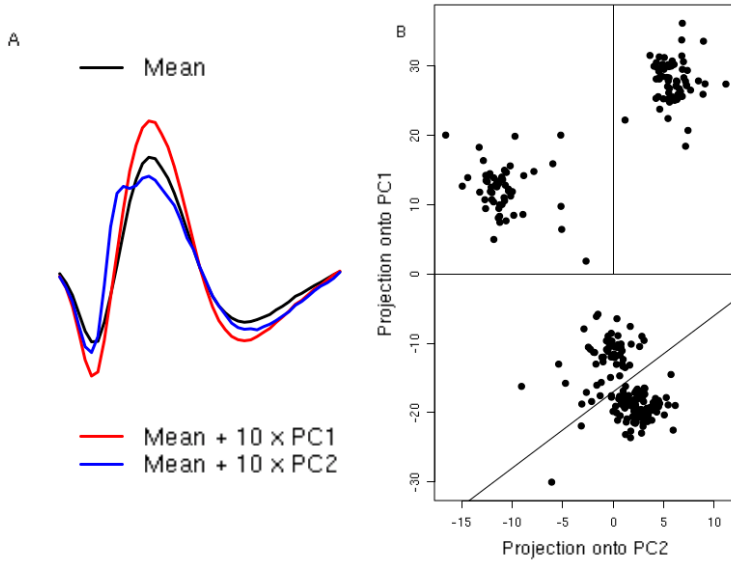 A
Mean
Mean + 10 x PC1
Mean + 10 x PC2
B
Projection onto PC1
30
20
10
0
-10
-20
-30
-15
-10
-5
0
5
10
Projection onto PC2